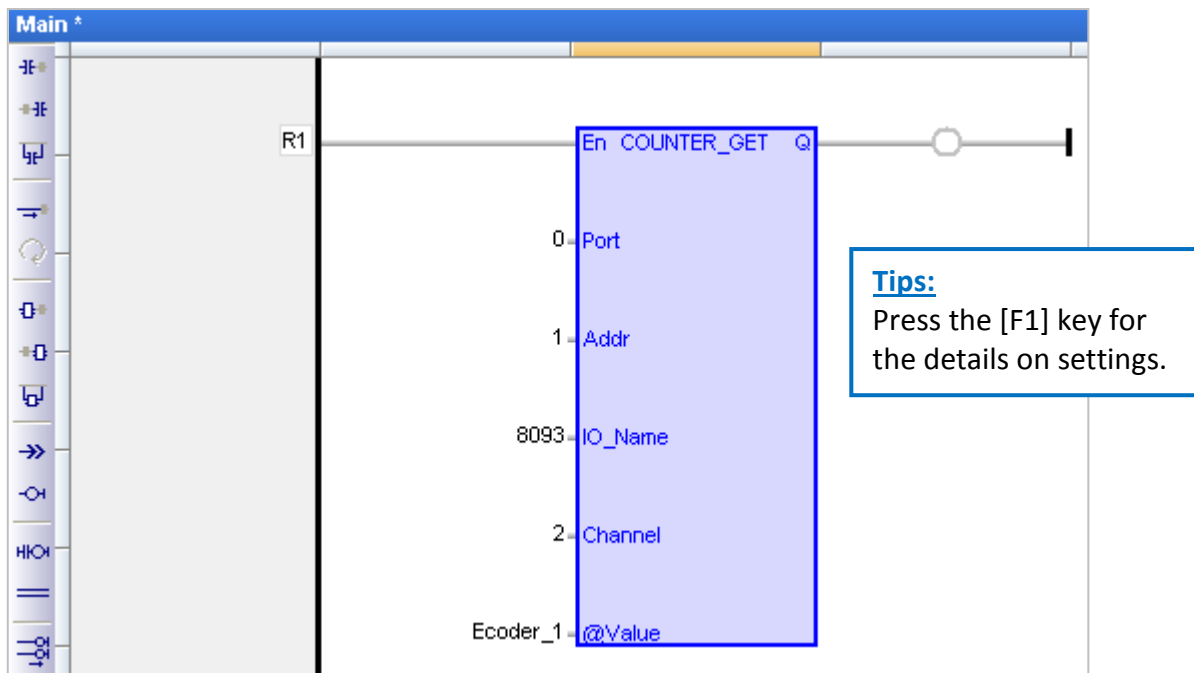 Main *
R1
En COUNTER_GET Q
0 Port
Tips:
Press the [F1] key for
the details on settings.
1 Addr
8093 IO_Name
2 Channel
Ecoder_1 @Value